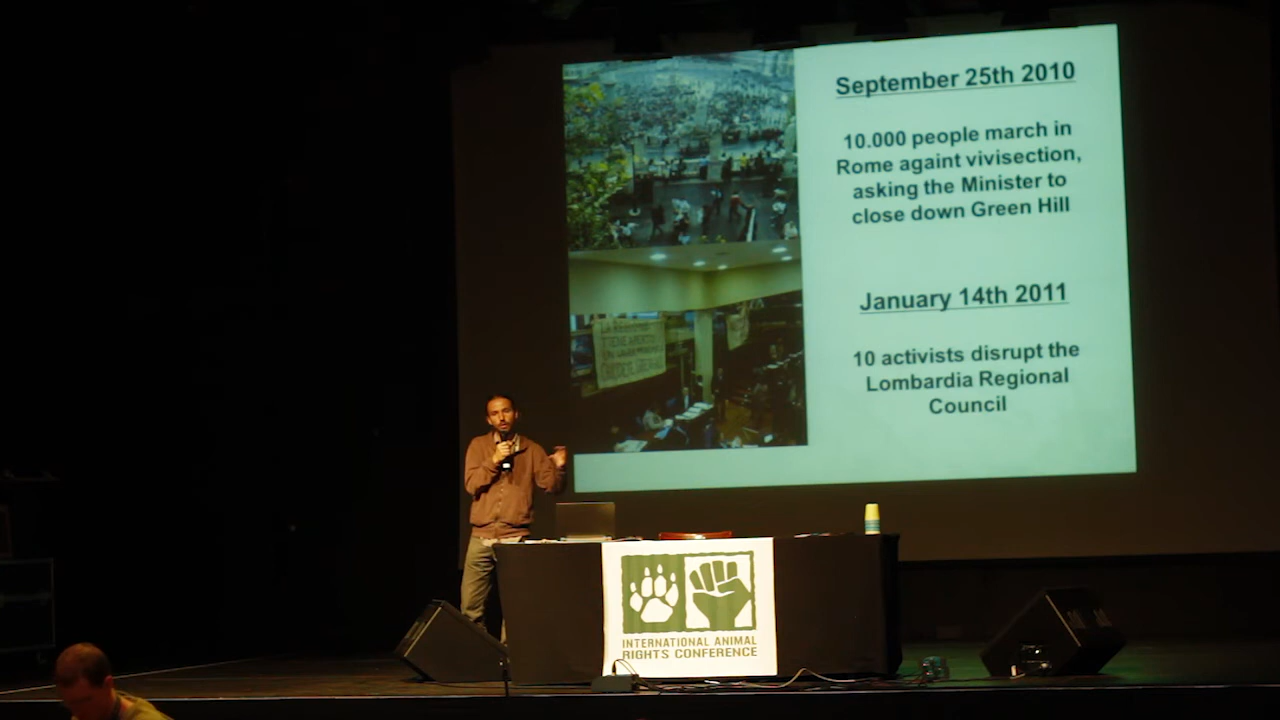 September 25th 2010
10.000 people march in
Rome againt vivisection,
asking the Minister to
close down Green Hill
January 14th 2011
10 activists disrupt the
Lombardia Regional
Council
INTERNATIONAL ANIMAL
RIGHTS CONFERENCE